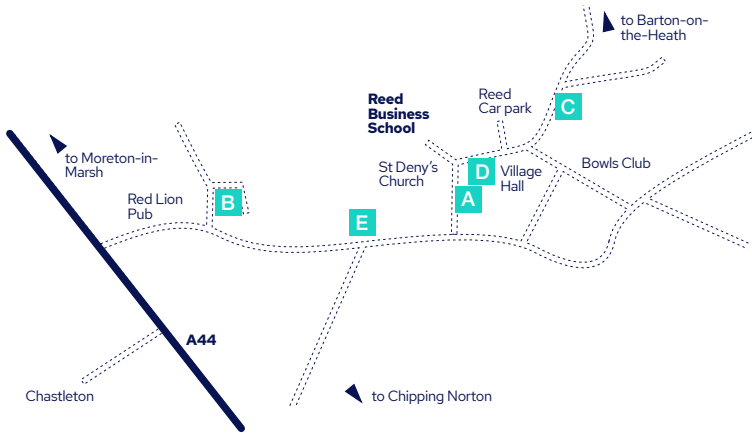 to Barton-on-
the-Heath
Reed
Car park
Reed
Business
School
C
to Moreton-in-
Marsh
St Deny's
Church
D
Village
Hall
Bowls Club
Red Lion
Pub
B
A
E
A44
Chastleton
to Chipping Norton